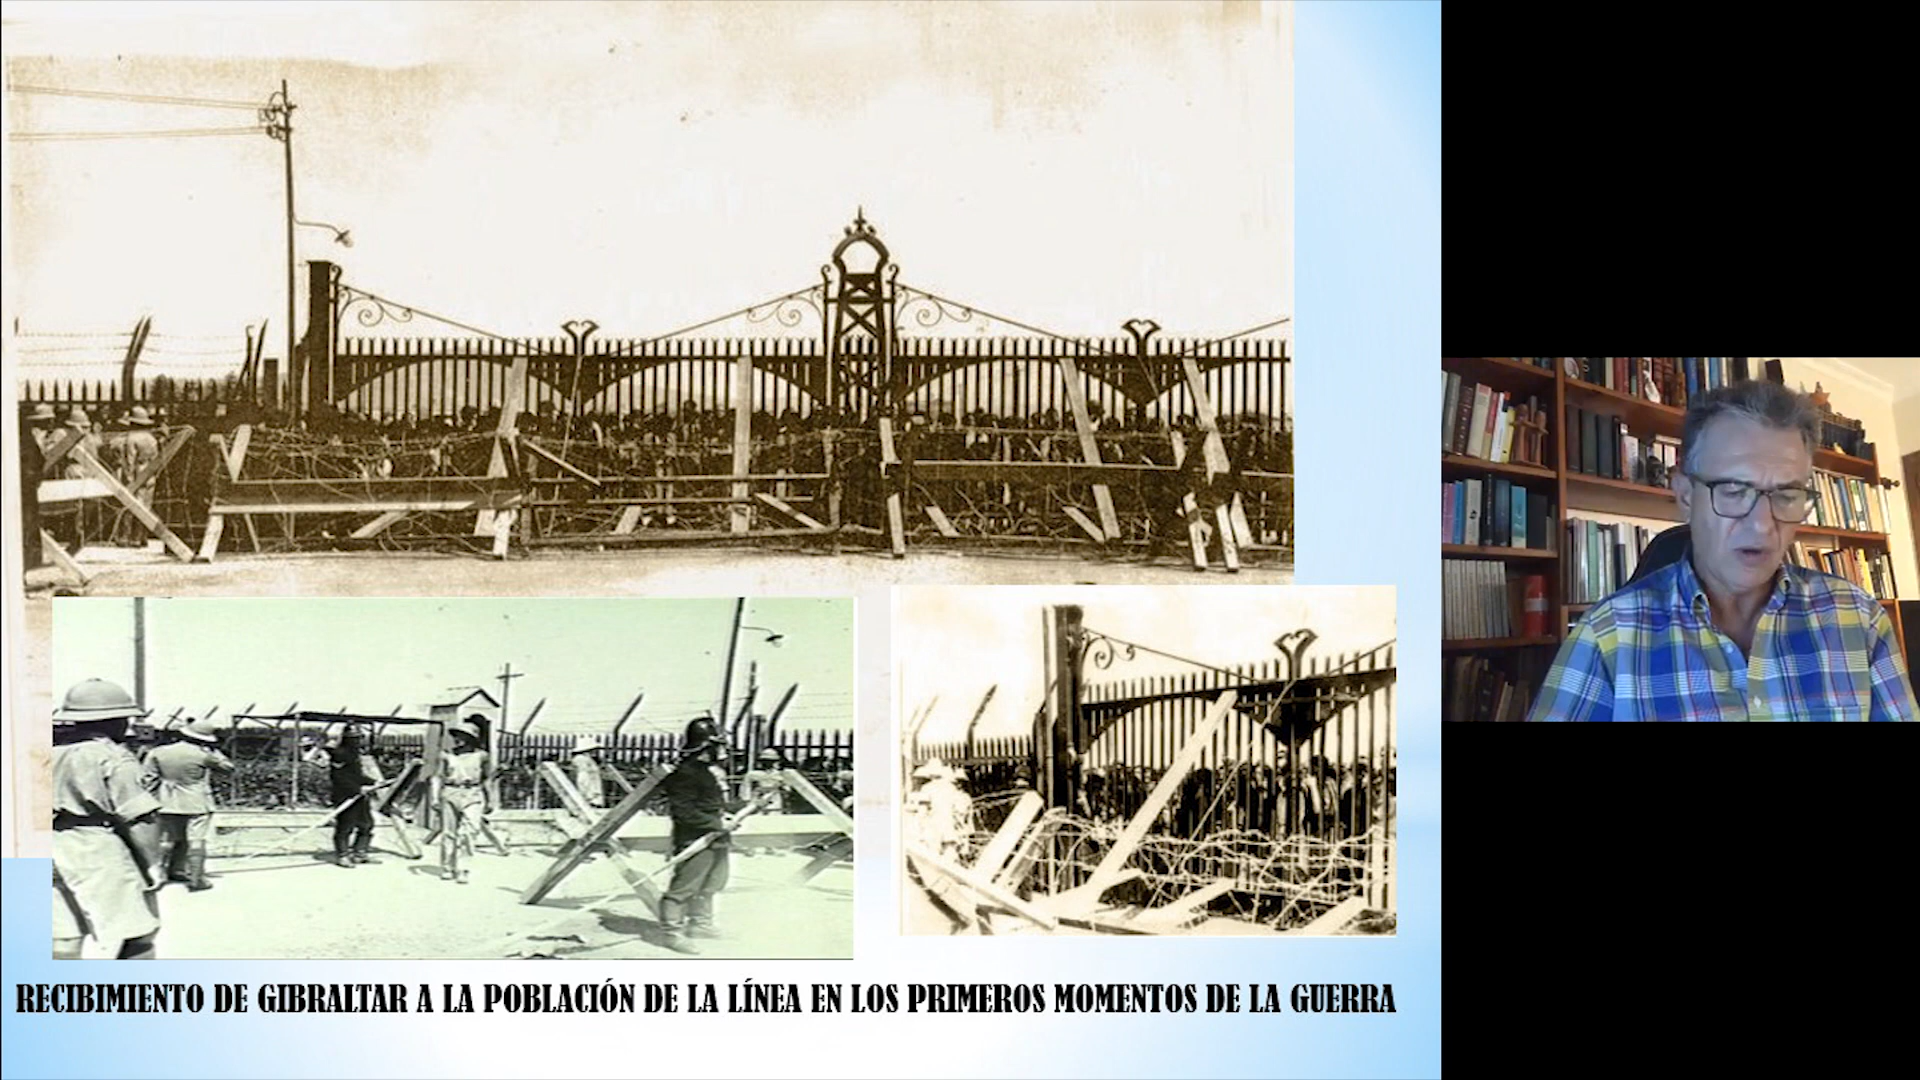 RECIBIMIENTO DE GIBRALTAR A LA POBLACIÓN DE LA LÍNEA EN LOS PRIMEROS MOMENTOS DE LA GUERRA